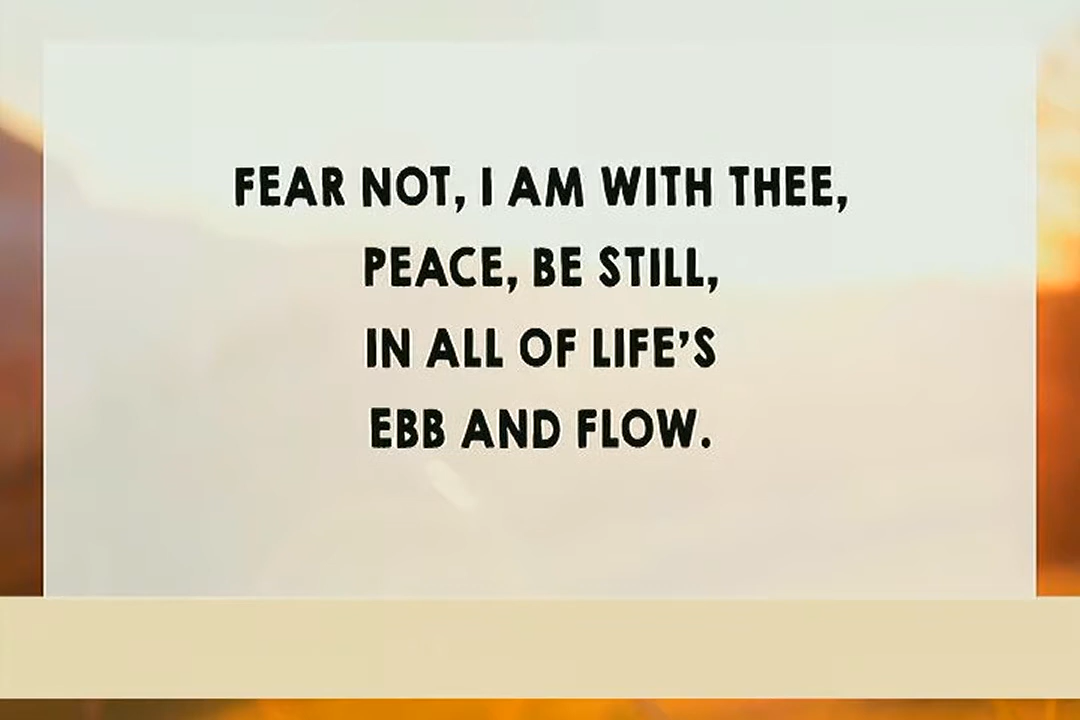 FEAR NOT, I AM WITH THEE,
PEACE, BE STILL,
IN ALL OF LIFE’S
EBB AND FLOW.